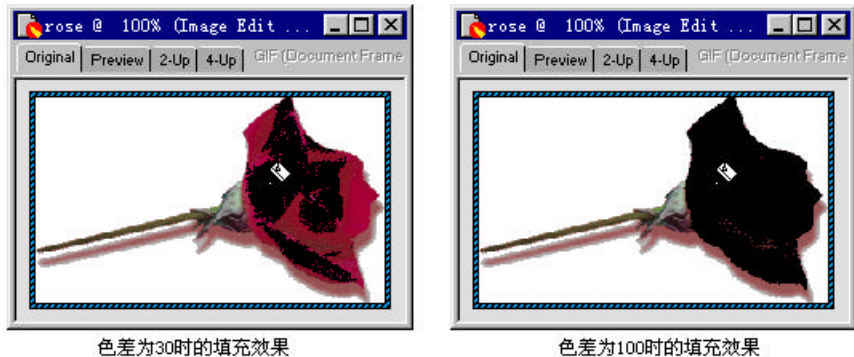 rose @ 100% (Image Edit ...
Original Preview 2-Up 4-Up GIF (Document Frame
色差为30时的填充效果
rose @ 100% (Image Edit ...
Original Preview 2-Up 4-Up GIF (Document Frame
色差为100时的填充效果